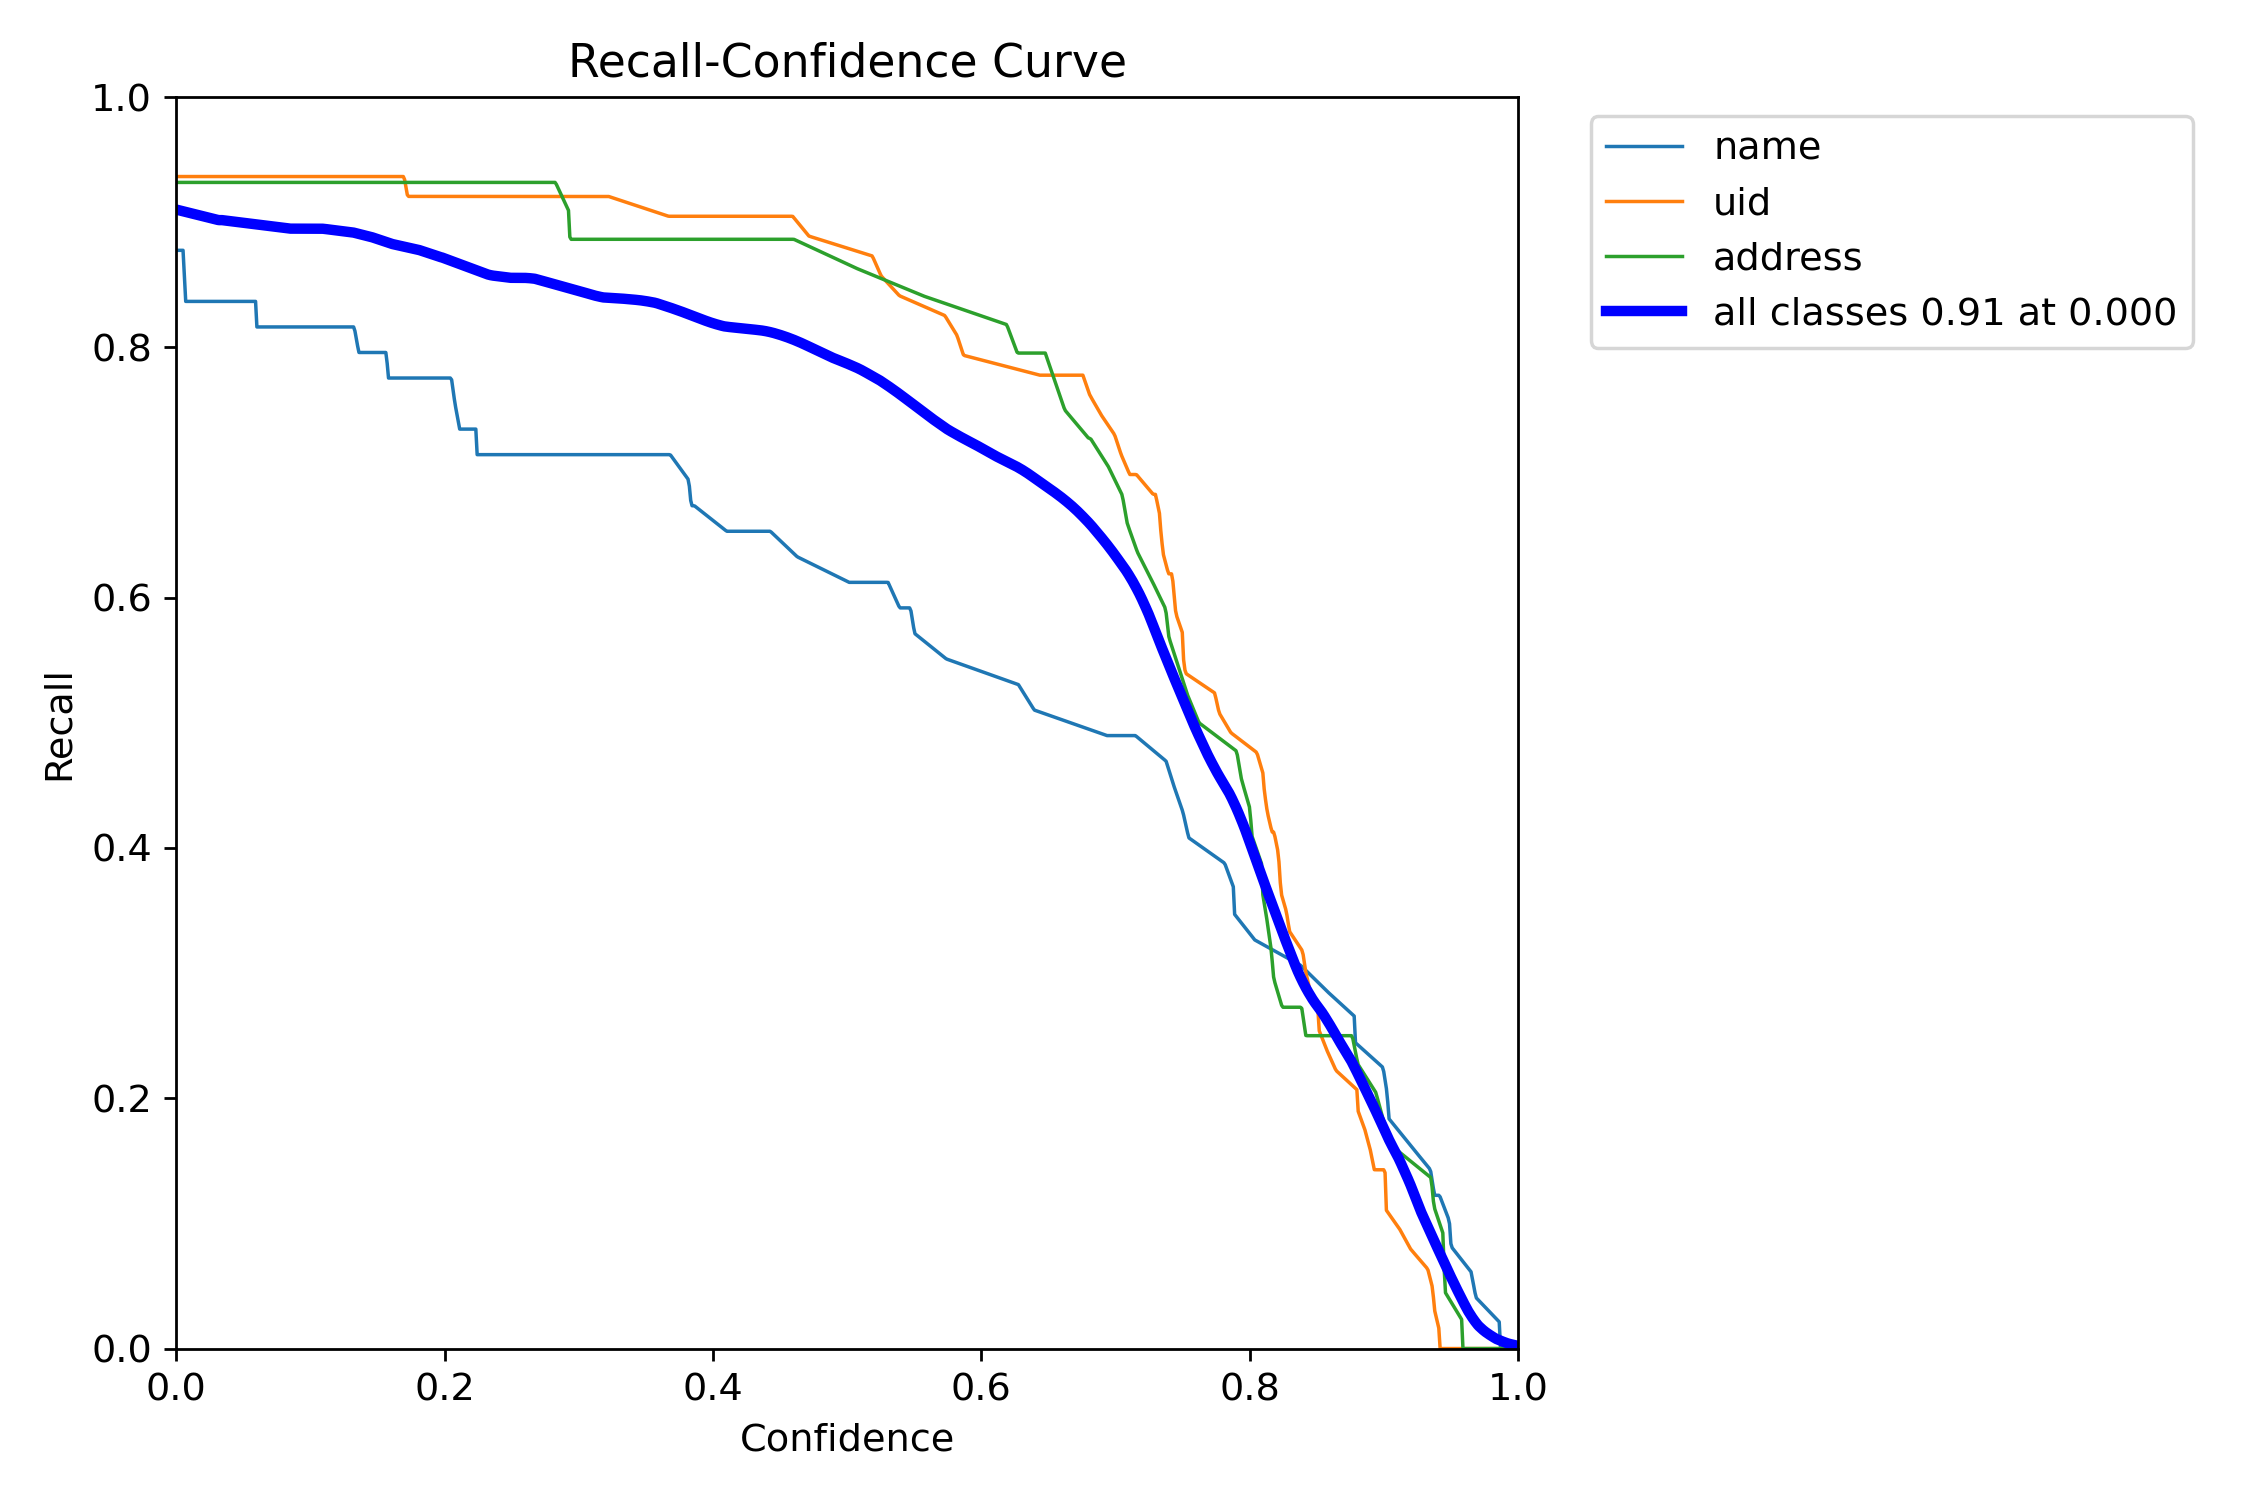 Recall-Confidence Curve
1.0
0.8
0.6
0.4
0.2
0.0
Recall
0.0 0.2 0.4 0.6 0.8 1.0
Confidence
name
uid
address
all classes 0.91 at 0.000